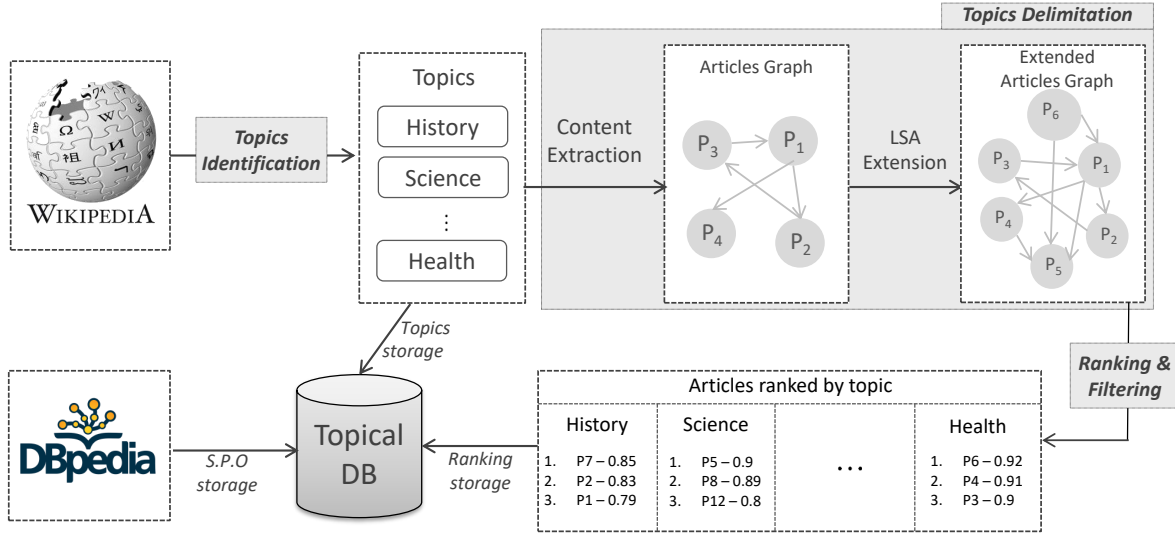 Topics Delimitation
WIKIPEDIA
Topics
Identification
Topics
History
Science
⋮
Health
Content
Extraction
Articles Graph
P3
P1
P4
P2
LSA
Extension
Extended
Articles Graph
P6
P3
P1
P4
P2
P5
Topics
storage
Ranking &
Filtering
DBpedia
S.P.O
storage
Topical
DB
Ranking
storage
Articles ranked by topic
History
1. P7 – 0.85
2. P2 – 0.83
3. P1 – 0.79
Science
1. P5 – 0.9
2. P8 – 0.89
3. P12 – 0.8
...
Health
1. P6 – 0.92
2. P4 – 0.91
3. P3 – 0.9